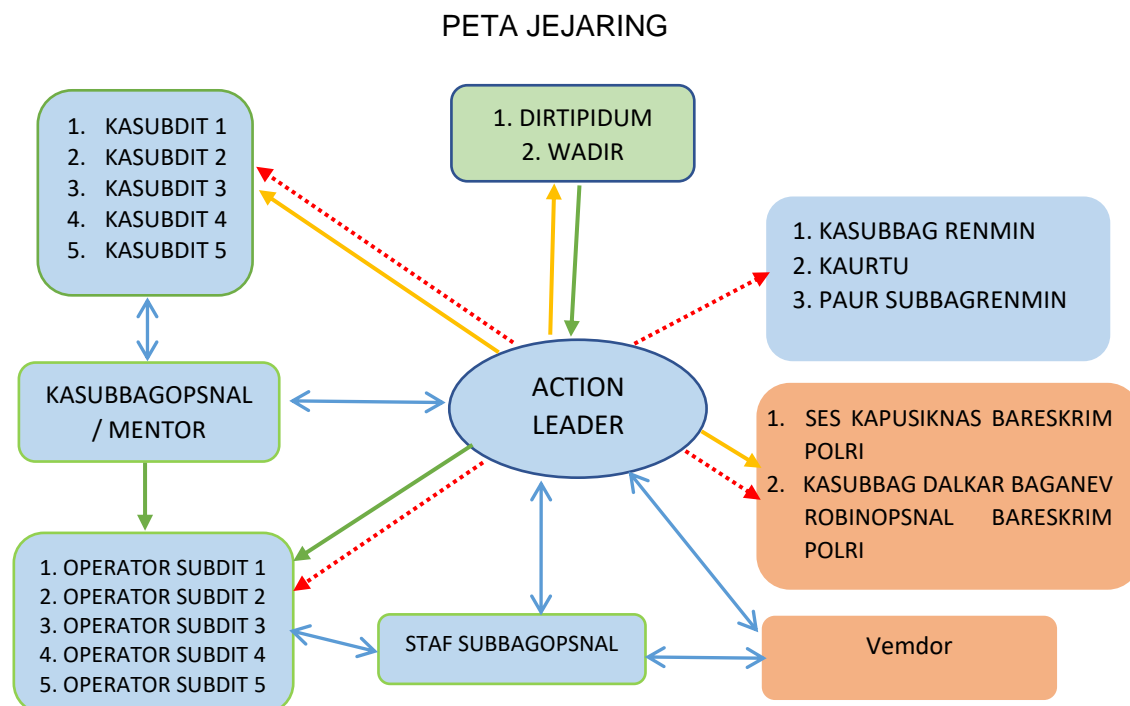 PETA JEJARING
1. KASUBDIT 1
2. KASUBDIT 2
3. KASUBDIT 3
4. KASUBDIT 4
5. KASUBDIT 5
1. DIRTIPIDUM
2. WADIR
1. KASUBBAG RENMIN
2. KAURTU
3. PAUR SUBBAGRENMIN
KASUBBAGOPSNAL
/ MENTOR
ACTION
LEADER
1. SES KAPUSIKNAS BARESKRIM
POLRI
2. KASUBBAG DALKAR BAGANEV
ROBINOPSNAL BARESKRIM
POLRI
1. OPERATOR SUBDIT 1
2. OPERATOR SUBDIT 2
3. OPERATOR SUBDIT 3
4. OPERATOR SUBDIT 4
5. OPERATOR SUBDIT 5
STAF SUBBAGOPSNAL
Vemdor